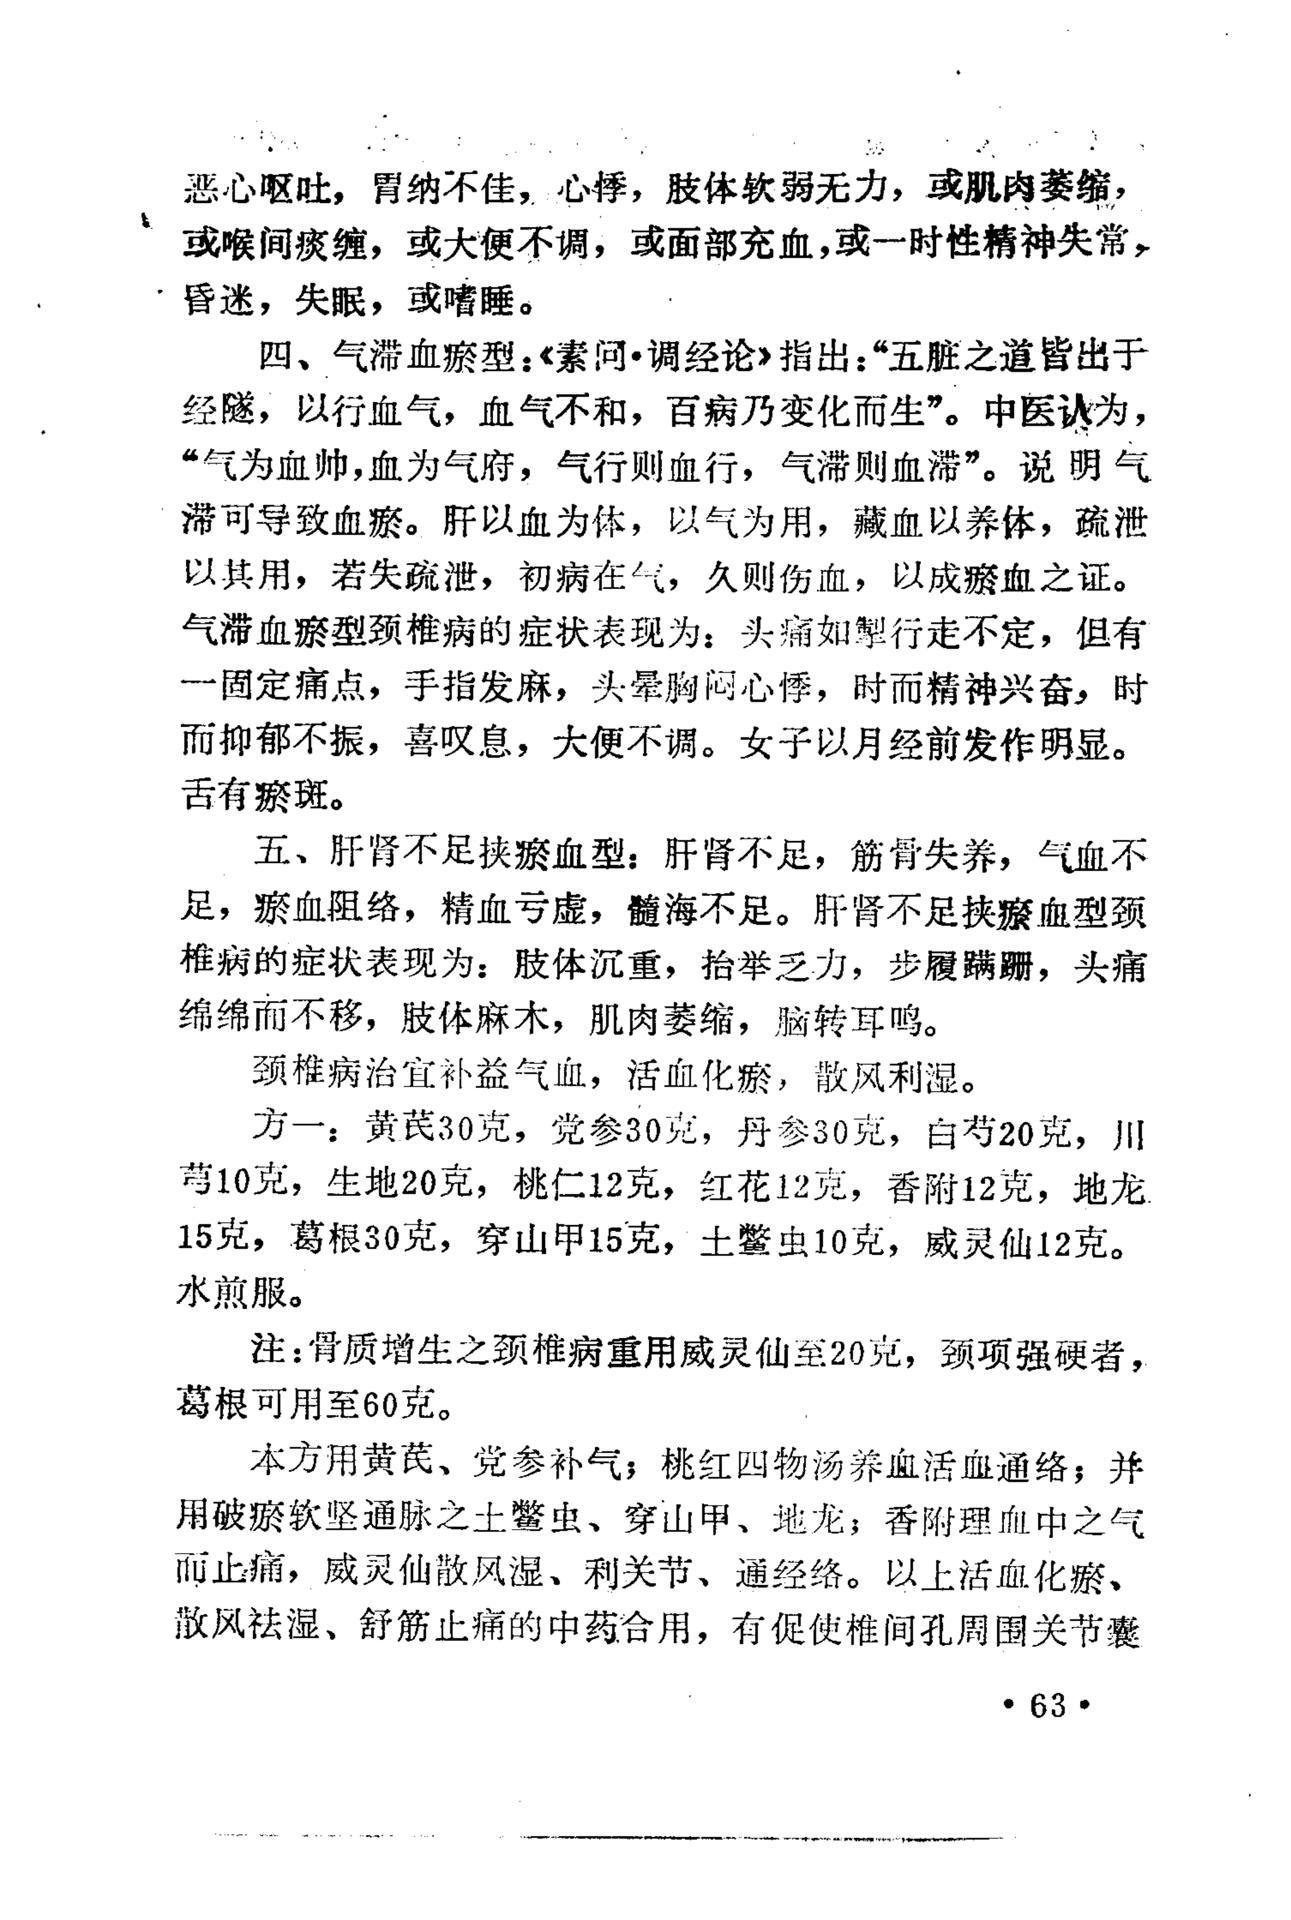 恶心呕吐，胃纳不佳，心悸，肢体软弱无力，或肌肉萎缩，
或喉间痰缠，或大便不调，或面部充血，或一时性精神失常，
昏迷，失眠，或嗜睡。
四、气滞血瘀型：《素问·调经论》指出：“五脏之道皆出于
经隧，以行血气，血气不和，百病乃变化而生”。中医认为，
“气为血帅，血为气府，气行则血行，气滞则血滞”。说明气
滞可导致血瘀。肝以血为体，以气为用，藏血以养体，疏泄
以其用，若失疏泄，初病在气，久则伤血，以成瘀血之证。
气滞血瘀型颈椎病的症状表现为：头痛如掣行走不定，但有
一固定痛点，手指发麻，头晕胸闷心悸，时而精神兴奋，时
而抑郁不振，喜叹息，大便不调。女子以月经前发作明显。
舌有瘀斑。
五、肝肾不足挟瘀血型：肝肾不足，筋骨失养，气血不
足，瘀血阻络，精血亏虚，髓海不足。肝肾不足挟瘀血型颈
椎病的症状表现为：肢体沉重，抬举乏力，步履蹒跚，头痛
绵绵而不移，肢体麻木，肌肉萎缩，脑转耳鸣。
颈椎病治宜补益气血，活血化瘀，散风利湿。
方一：黄芪30克，党参30克，丹参30克，白芍20克，川
芎10克，生地20克，桃仁12克，红花12克，香附12克，地龙
15克，葛根30克，穿山甲15克，土鳖虫10克，威灵仙12克。
水煎服。
注：骨质增生之颈椎病重用威灵仙至20克，颈项强硬者，
葛根可用至60克。
本方用黄芪、党参补气；桃红四物汤养血活血通络；并
用破瘀软坚通脉之土鳖虫、穿山甲、地龙；香附理血中之气
而止痛，威灵仙散风湿、利关节、通经络。以上活血化瘀、
散风祛湿、舒筋止痛的中药合用，有促使椎间孔周围关节囊
·63·